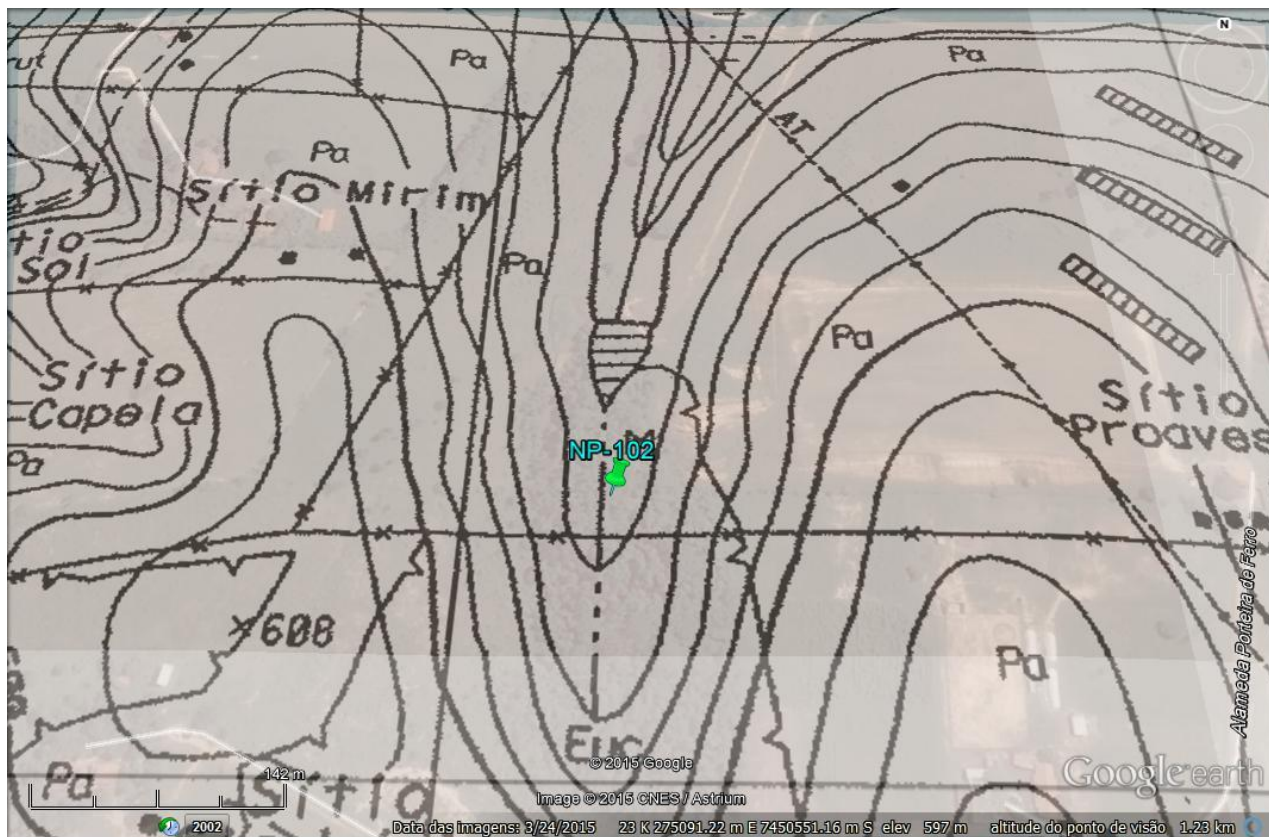 N
Pa
Pa
AT
Pa
Sítio Mirim
Sol
Pa
Pa
Sítio
Capela
Sítio
Proaves
Pa
NP-102
M
608
Pa
Alameda Porteira de Ferro
Euc
© 2015 Google
Google earth
Pa
142 m
Sítio
Image © 2015 CNES / Astrium
2002
Data das imagens: 3/24/2015 23 K 275091.22 m E 7450551.16 m S elev 597 m altitude do ponto de visão 1.23 km